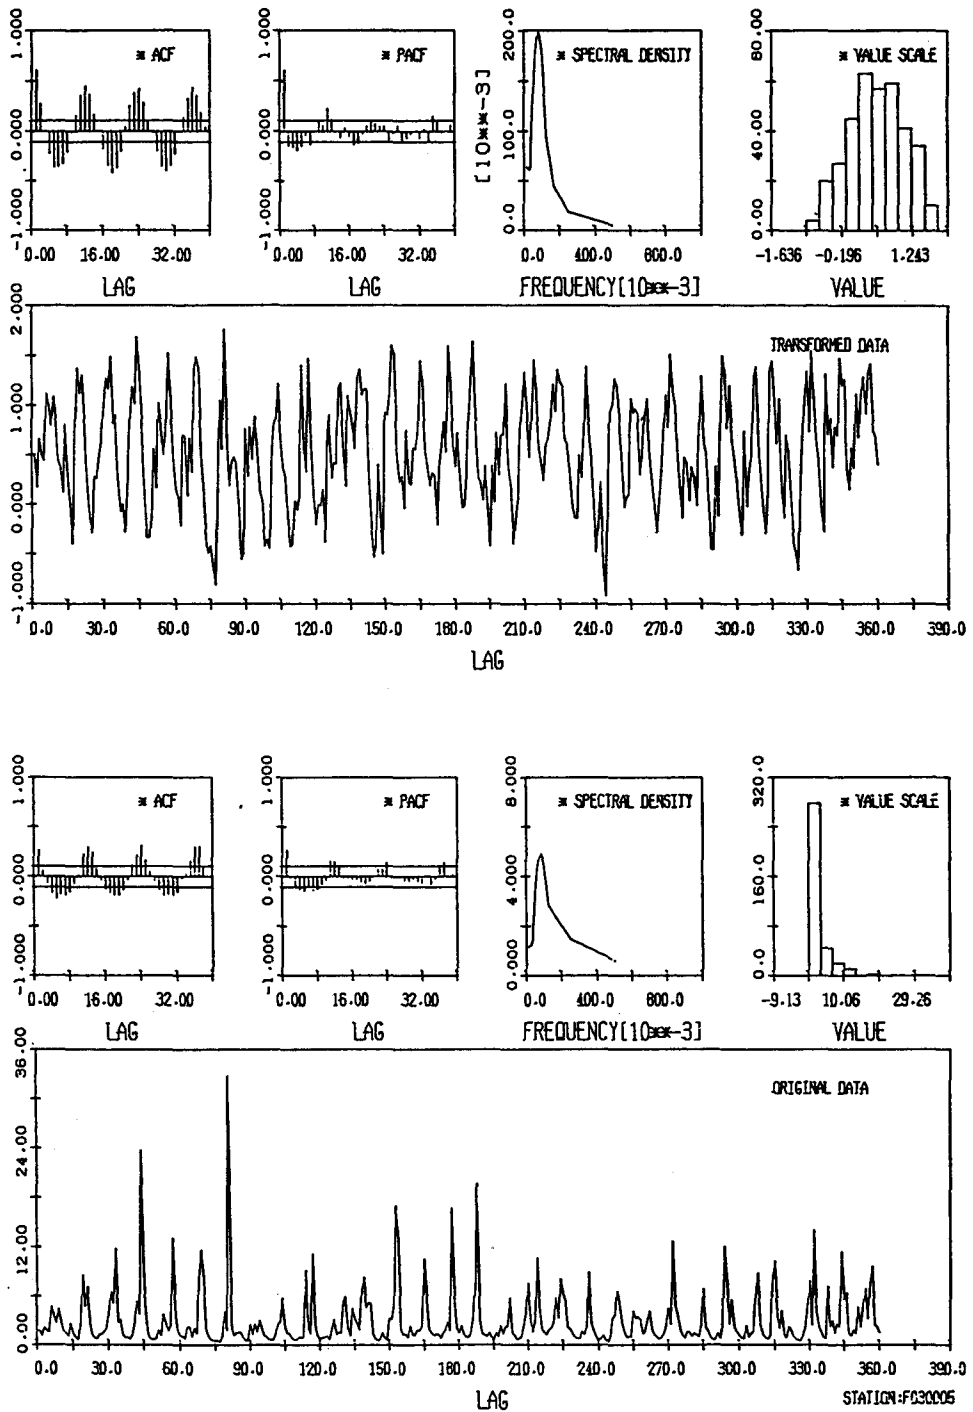 1.000
0.000
-1.000
* ACF
0.00 16.00 32.00
LAG
1.000
0.000
-1.000
* PACF
0.00 16.00 32.00
LAG
[10**-3]
200.0
100.0
0.0
* SPECTRAL DENSITY
0.0 400.0 800.0
FREQUENCY[10**-3]
80.00
40.00
0.00
* VALUE SCALE
-1.636 -0.196 1.243
VALUE
2.000
1.000
0.000
-1.000
TRANSFORMED DATA
0.0 30.0 60.0 90.0 120.0 150.0 180.0 210.0 240.0 270.0 300.0 330.0 360.0 390.0
LAG
1.000
0.000
-1.000
* ACF
0.00 16.00 32.00
LAG
1.000
0.000
-1.000
* PACF
0.00 16.00 32.00
LAG
8.000
4.000
0.000
* SPECTRAL DENSITY
0.0 400.0 800.0
FREQUENCY[10**-3]
320.0
160.0
0.0
* VALUE SCALE
-9.13 10.06 29.26
VALUE
36.00
24.00
12.00
0.00
ORIGINAL DATA
0.0 30.0 60.0 90.0 120.0 150.0 180.0 210.0 240.0 270.0 300.0 330.0 360.0 390.0
LAG
STATION:F030005